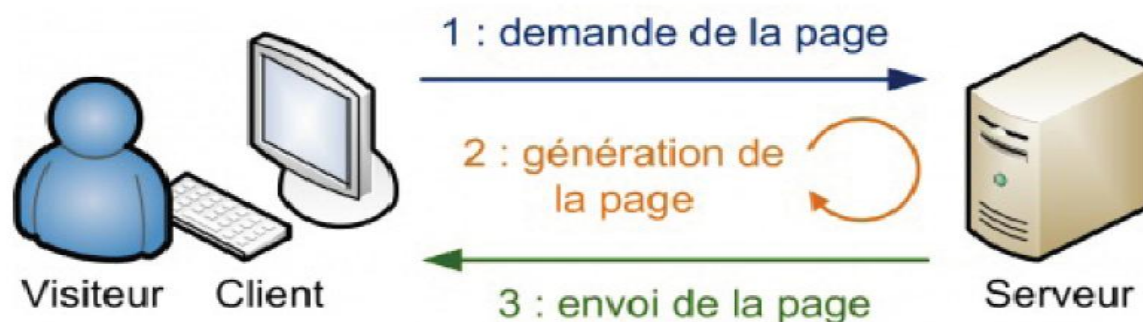 1 : demande de la page
2 : génération de
la page
3 : envoi de la page
Visiteur
Client
Serveur